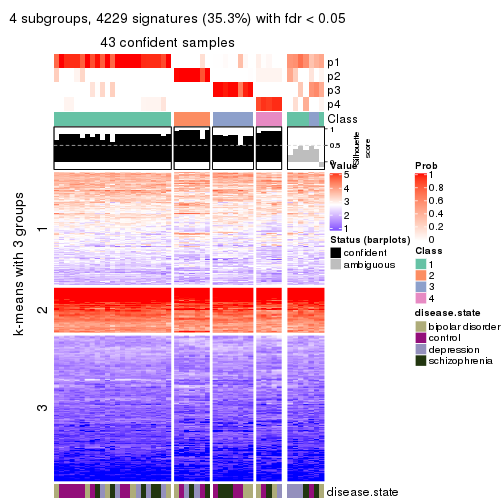 4 subgroups, 4229 signatures (35.3%) with fdr < 0.05
43 confident samples
p1
p2
p3
p4
Class
1
0.5
0
Silhouette
score
k-means with 3 groups
1
2
3
disease.state
Value
5
4
3
2
1
Status (barplots)
confident
ambiguous
Prob
1
0.8
0.6
0.4
0.2
0
Class
1
2
3
4
disease.state
bipolar disorder
control
depression
schizophrenia